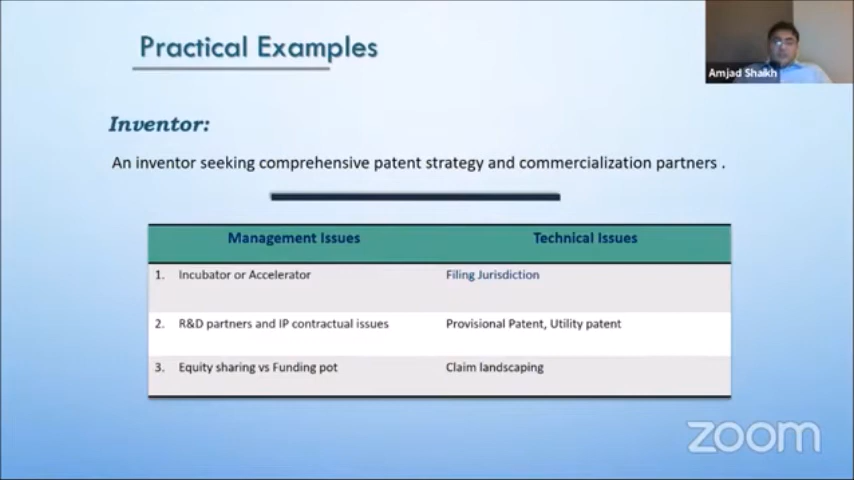 Practical Examples
Amjad Shaikh
Inventor:
An inventor seeking comprehensive patent strategy and commercialization partners .
Management Issues Technical Issues
1. Incubator or Accelerator Filing Jurisdiction
2. R&D partners and IP contractual issues Provisional Patent, Utility patent
3. Equity sharing vs Funding pot Claim landscaping
zoom